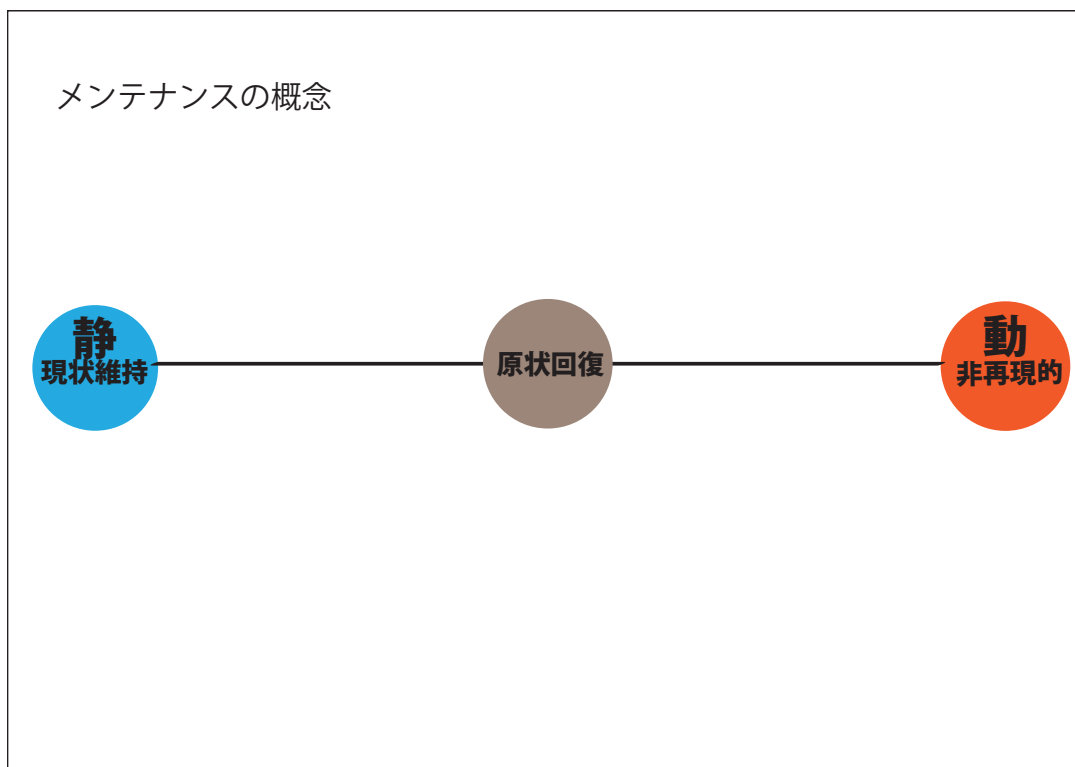 メンテナンスの概念
静
現状維持
原状回復
動
非再現的